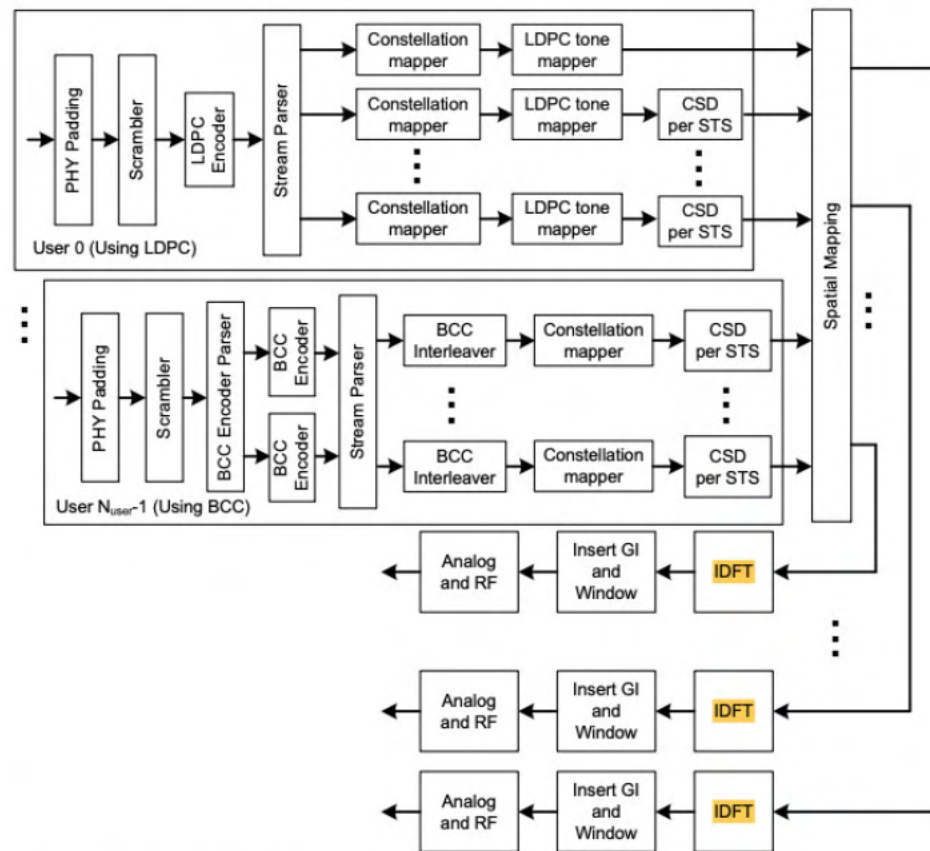 PHY Padding
Scrambler
LDPC
Encoder
Stream Parser
Constellation
mapper
LDPC tone
mapper
Constellation
mapper
LDPC tone
mapper
CSD
per STS
Constellation
mapper
LDPC tone
mapper
CSD
per STS
User 0 (Using LDPC)
Spatial Mapping
PHY Padding
Scrambler
BCC Encoder Parser
BCC
Encoder
BCC
Encoder
Stream Parser
BCC
Interleaver
Constellation
mapper
CSD
per STS
BCC
Interleaver
Constellation
mapper
CSD
per STS
User Nuser-1 (Using BCC)
Analog
and RF
Insert GI
and
Window
IDFT
Analog
and RF
Insert GI
and
Window
IDFT
Analog
and RF
Insert GI
and
Window
IDFT